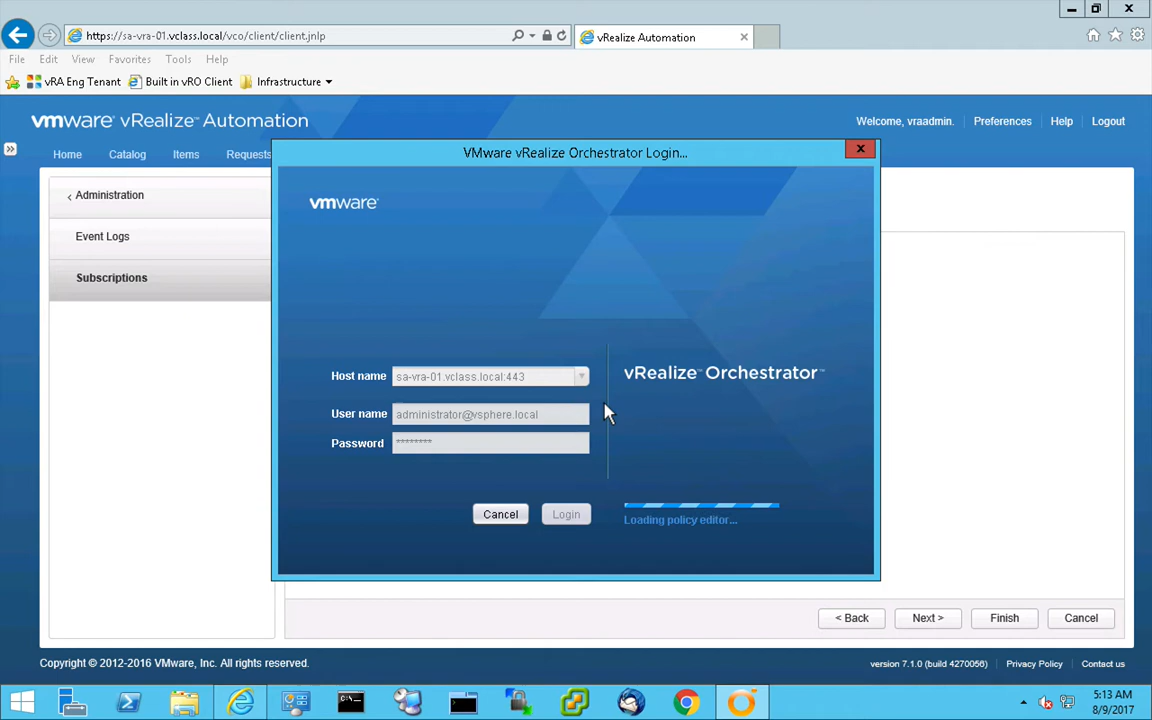 https://sa-vra-01.vclass.local/vco/client/client.jnlp
vRealize Automation
File Edit View Favorites Tools Help
vRA Eng Tenant Built in vRO Client Infrastructure
vmware® vRealize™ Automation
Welcome, vraadmin. Preferences Help Logout
Home Catalog Items Requests
VMware vRealize Orchestrator Login...
Administration
Event Logs
Subscriptions
vmware®
Host name sa-vra-01.vclass.local:443
vRealize™ Orchestrator™
User name administrator@vsphere.local
Password ********
Cancel Login
Loading policy editor...
< Back Next > Finish Cancel
Copyright © 2012-2016 VMware, Inc. All rights reserved.
version 7.1.0 (build 4270056) Privacy Policy Contact us
5:13 AM
8/9/2017